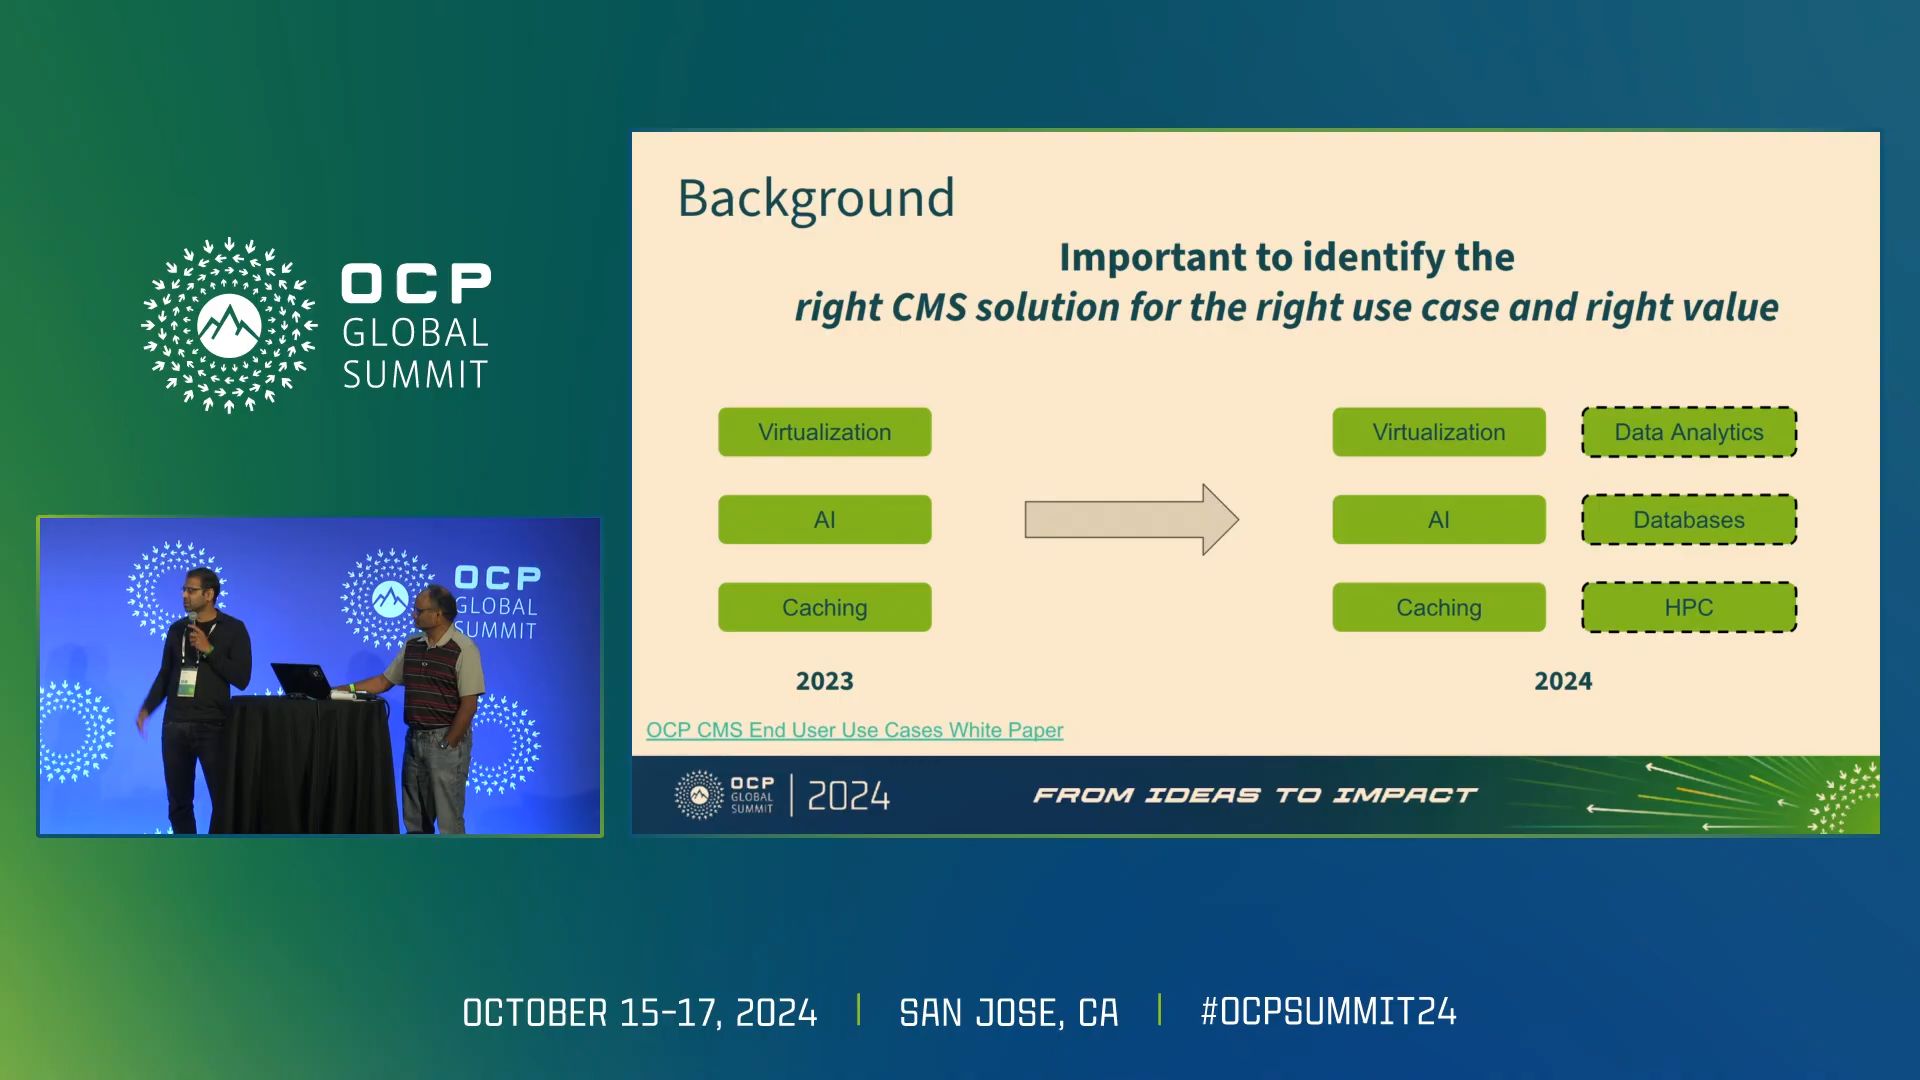 OCP
GLOBAL
SUMMIT
OCP
GLOBAL
SUMMIT
Background
Important to identify the
right CMS solution for the right use case and right value
Virtualization
AI
Caching
2023
Virtualization
Data Analytics
AI
Databases
Caching
HPC
2024
OCP CMS End User Use Cases White Paper
OCP
GLOBAL
SUMMIT
2024
FROM IDEAS TO IMPACT
OCTOBER 15-17, 2024 | SAN JOSE, CA | #OCPSUMMIT24